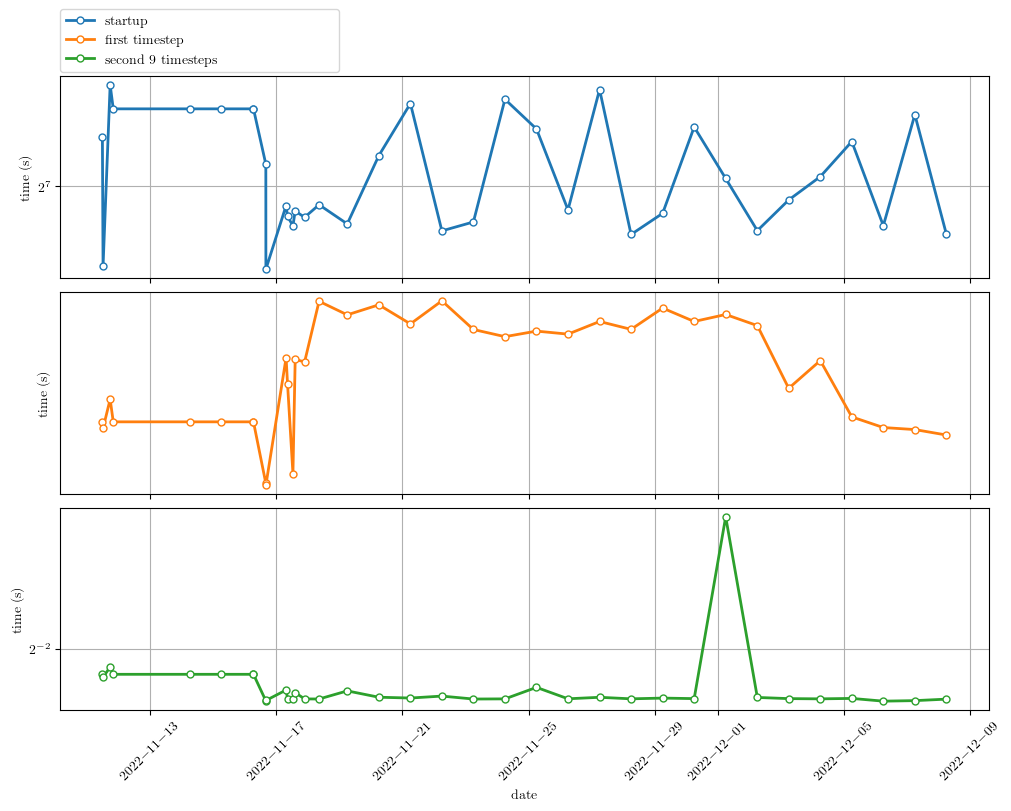 startup
first timestep
second 9 timesteps
time (s)
2^7
time (s)
time (s)
2^−2
2022−11−13
2022−11−17
2022−11−21
2022−11−25
2022−11−29
2022−12−01
2022−12−05
2022−12−09
date